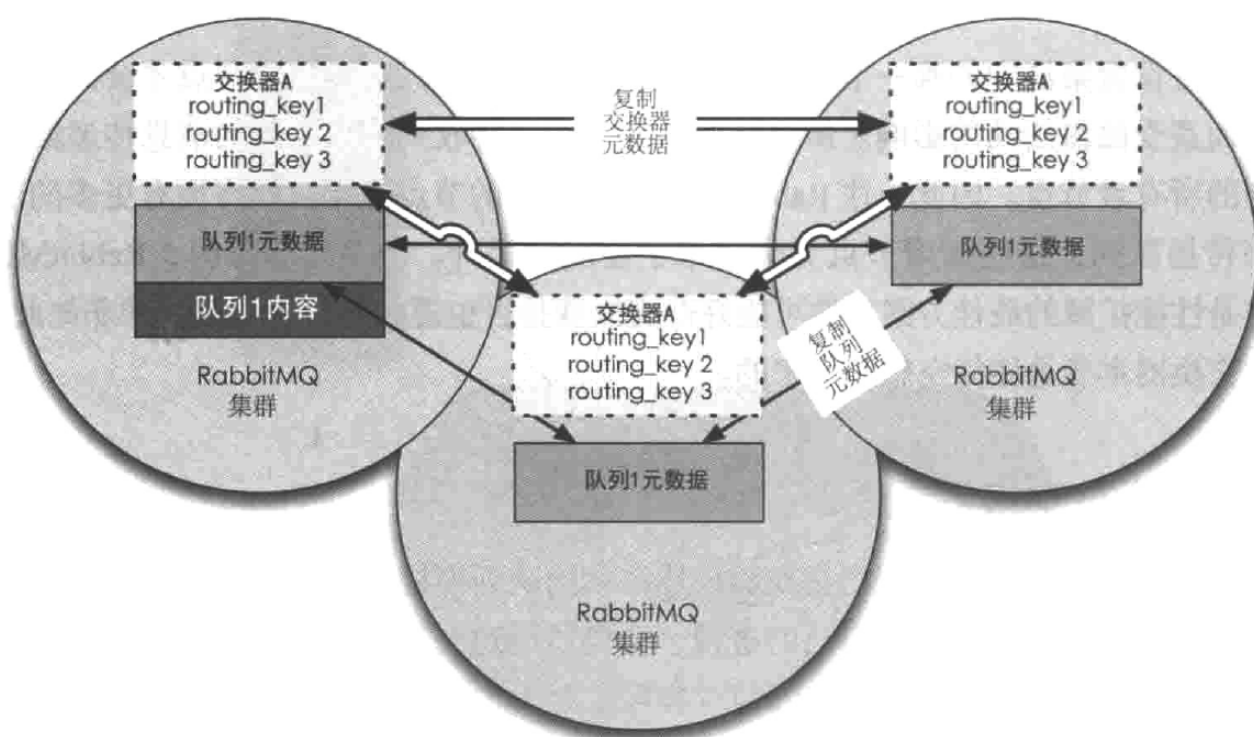 交换器A
routing_key1
routing_key 2
routing_key 3
队列1元数据
队列1内容
RabbitMQ
集群
复制
交换器
元数据
交换器A
routing_key1
routing_key 2
routing_key 3
队列1元数据
RabbitMQ
集群
交换器A
routing_key1
routing_key 2
routing_key 3
复制
队列
元数据
队列1元数据
RabbitMQ
集群